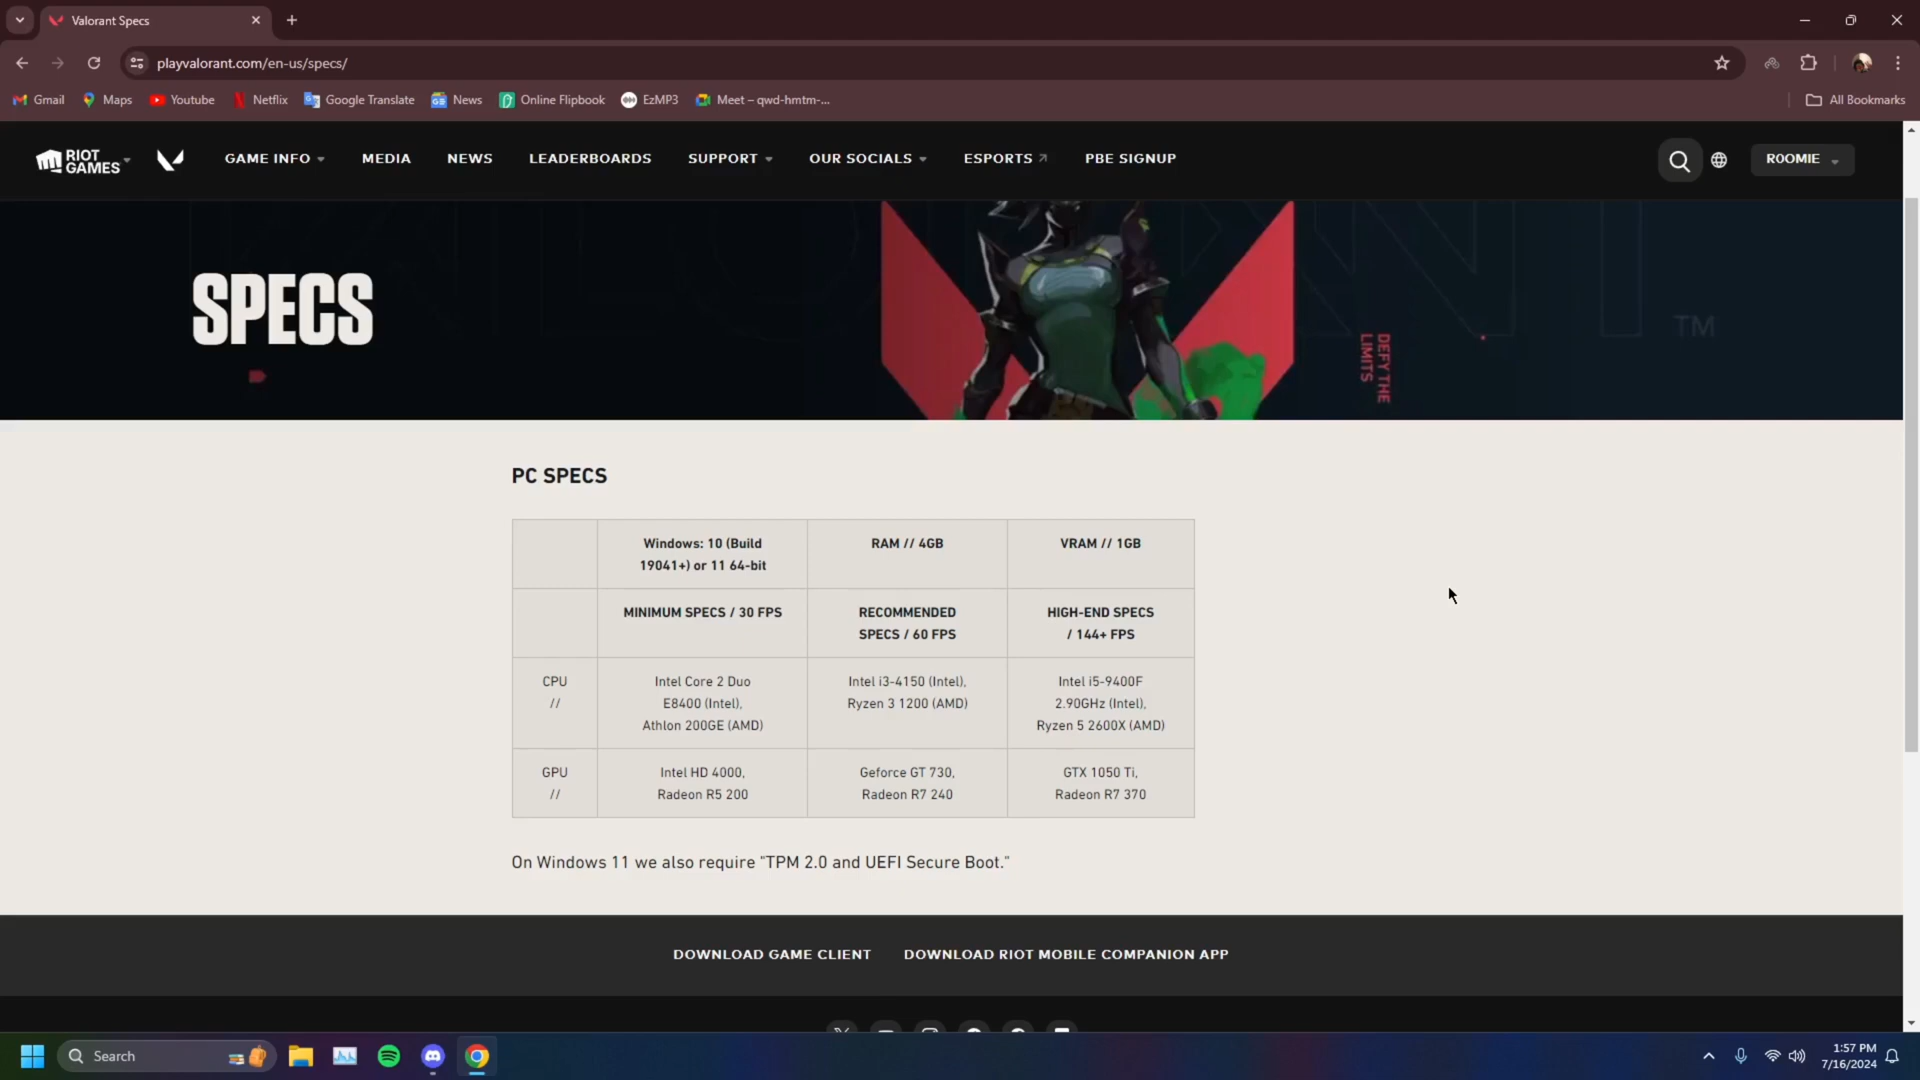 Valorant Specs
playvalorant.com/en-us/specs/
Gmail Maps Youtube Netflix Google Translate News Online Flipbook EzMP3 Meet – qwd-hmtm-... All Bookmarks
RIOT GAMES GAME INFO MEDIA NEWS LEADERBOARDS SUPPORT OUR SOCIALS ESPORTS PBE SIGNUP R00MIE
SPECS
DEFY THE
LIMITS
TM
PC SPECS
Windows: 10 (Build
19041+) or 11 64-bit
RAM // 4GB
VRAM // 1GB
MINIMUM SPECS / 30 FPS
RECOMMENDED
SPECS / 60 FPS
HIGH-END SPECS
/ 144+ FPS
CPU
//
Intel Core 2 Duo
E8400 (Intel),
Athlon 200GE (AMD)
Intel i3-4150 (Intel),
Ryzen 3 1200 (AMD)
Intel i5-9400F
2.90GHz (Intel),
Ryzen 5 2600X (AMD)
GPU
//
Intel HD 4000,
Radeon R5 200
Geforce GT 730,
Radeon R7 240
GTX 1050 Ti,
Radeon R7 370
On Windows 11 we also require "TPM 2.0 and UEFI Secure Boot."
DOWNLOAD GAME CLIENT DOWNLOAD RIOT MOBILE COMPANION APP
Search
1:57 PM
7/16/2024